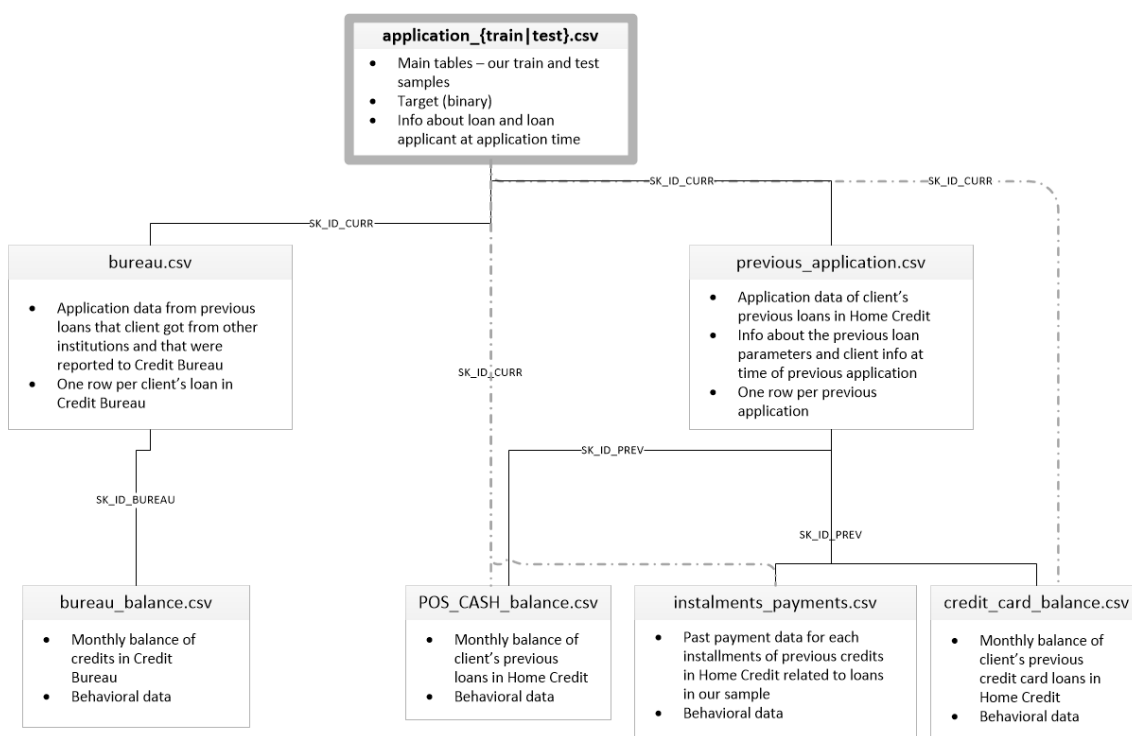 application_{train|test}.csv
• Main tables – our train and test
samples
• Target (binary)
• Info about loan and loan
applicant at application time
SK_ID_CURR
SK_ID_CURR
SK_ID_CURR
bureau.csv
• Application data from previous
loans that client got from other
institutions and that were
reported to Credit Bureau
• One row per client's loan in
Credit Bureau
previous_application.csv
• Application data of client's
previous loans in Home Credit
• Info about the previous loan
parameters and client info at
time of previous application
• One row per previous
application
SK_ID_CURR
SK_ID_PREV
SK_ID_BUREAU
SK_ID_PREV
bureau_balance.csv
• Monthly balance of
credits in Credit
Bureau
• Behavioral data
POS_CASH_balance.csv
• Monthly balance of
client's previous
loans in Home Credit
• Behavioral data
instalments_payments.csv
• Past payment data for each
installments of previous credits
in Home Credit related to loans
in our sample
• Behavioral data
credit_card_balance.csv
• Monthly balance of
client's previous
credit card loans in
Home Credit
• Behavioral data